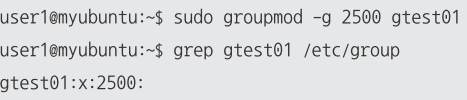 user1@myubuntu:~$ sudo groupmod -g 2500 gtest01
user1@myubuntu:~$ grep gtest01 /etc/group
gtest01:x:2500: